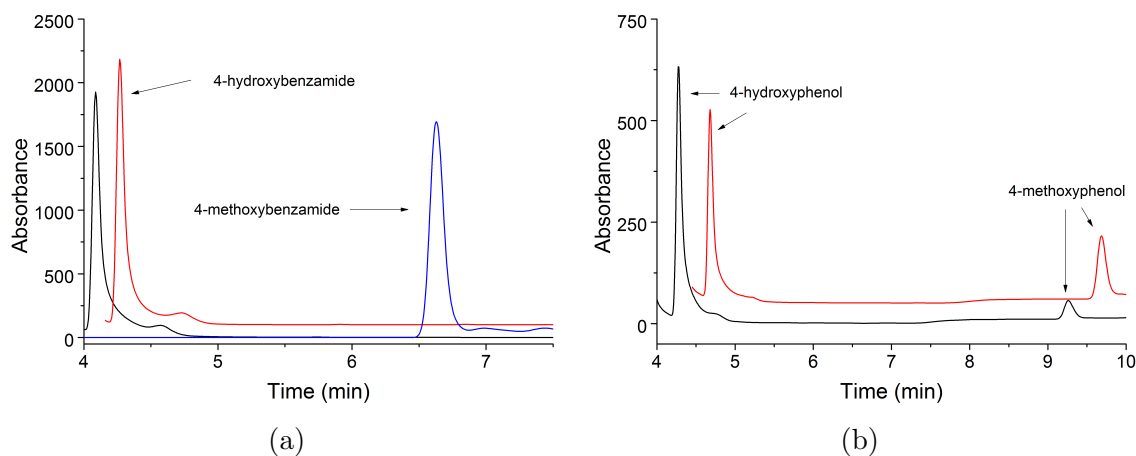 2500
2000
1500
1000
500
0
Absorbance
4-hydroxybenzamide
4-methoxybenzamide
4
5
6
7
Time (min)
(a)
750
500
250
0
Absorbance
4-hydroxyphenol
4-methoxyphenol
4
5
6
7
8
9
10
Time (min)
(b)